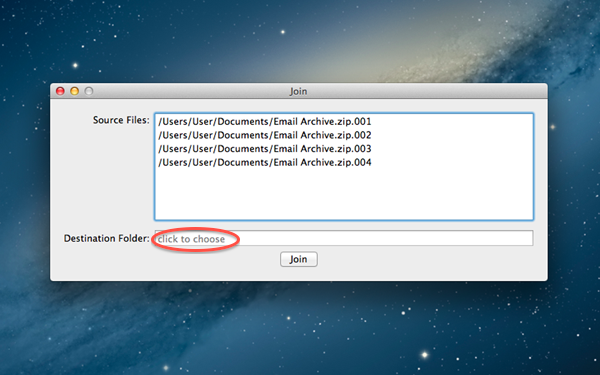 Join
Source Files:
/Users/User/Documents/Email Archive.zip.001
/Users/User/Documents/Email Archive.zip.002
/Users/User/Documents/Email Archive.zip.003
/Users/User/Documents/Email Archive.zip.004
Destination Folder: click to choose
Join